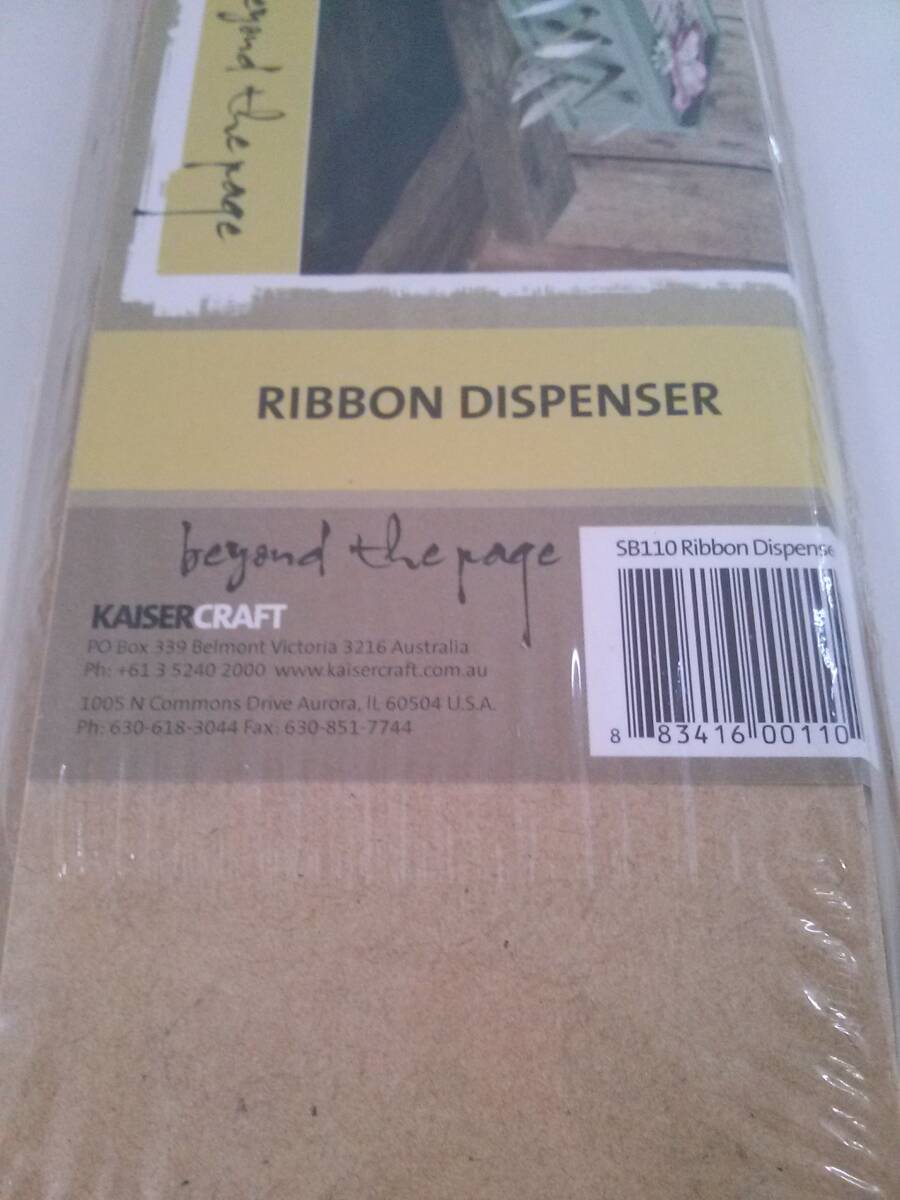 eyond the page
RIBBON DISPENSER
beyond the page
KAISERCRAFT
PO Box 339 Belmont Victoria 3216 Australia
Ph: +61 3 5240 2000 www.kaisercraft.com.au
1005 N Commons Drive Aurora, IL 60504 U.S.A.
Ph: 630-618-3044 Fax: 630-851-7744
SB110 Ribbon Dispense
8 83416 00110